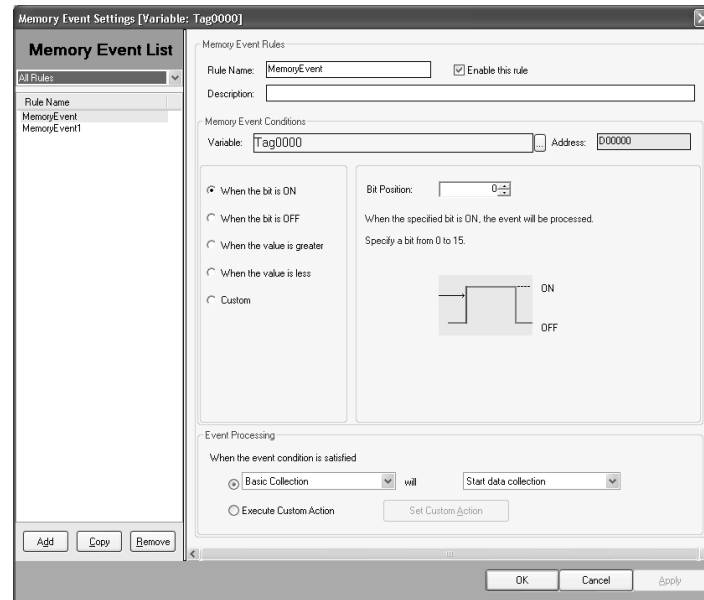 Memory Event Settings [Variable: Tag0000]
Memory Event List
All Rules
Rule Name
MemoryEvent
MemoryEvent1
Add Copy Remove
Memory Event Rules
Rule Name: MemoryEvent Enable this rule
Description:
Memory Event Conditions
Variable: Tag0000 ... Address: D00000
When the bit is ON
When the bit is OFF
When the value is greater
When the value is less
Custom
Bit Position: 0
When the specified bit is ON, the event will be processed.
Specify a bit from 0 to 15.
ON
OFF
Event Processing
When the event condition is satisfied
Basic Collection will Start data collection
Execute Custom Action Set Custom Action
OK Cancel Apply